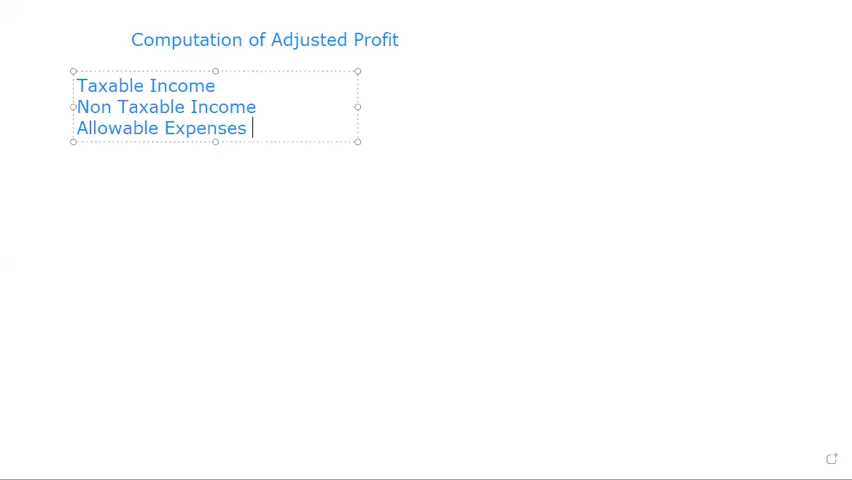 Computation of Adjusted Profit
Taxable Income
Non Taxable Income
Allowable Expenses